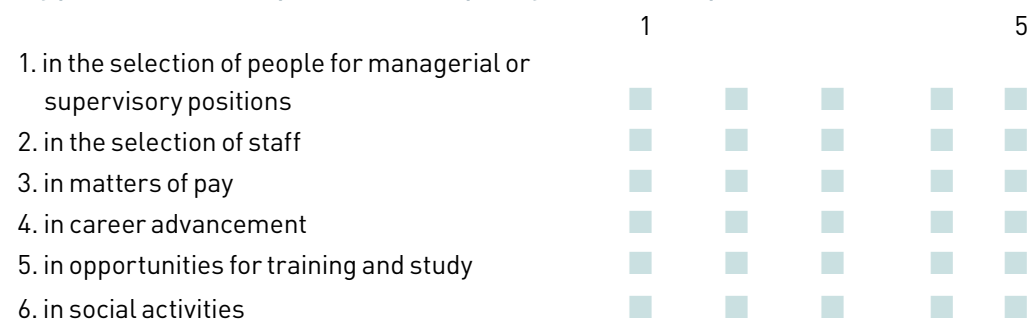 1 5
1. in the selection of people for managerial or
supervisory positions
2. in the selection of staff
3. in matters of pay
4. in career advancement
5. in opportunities for training and study
6. in social activities